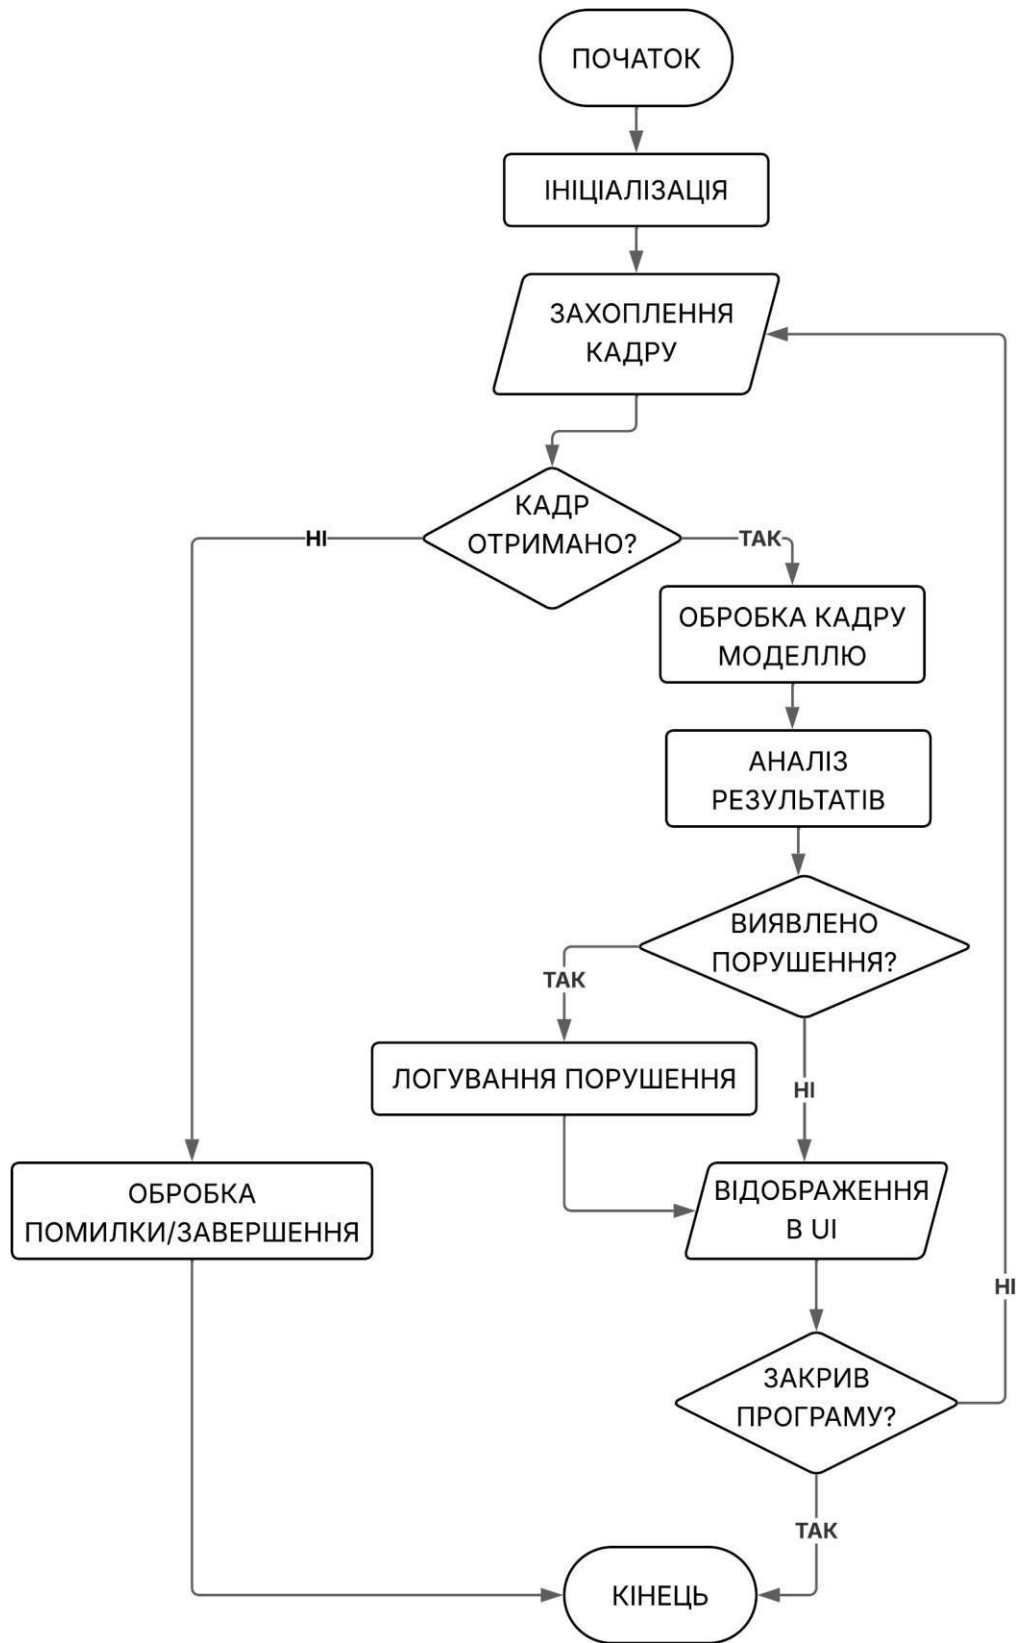 ПОЧАТОК
ІНІЦІАЛІЗАЦІЯ
ЗАХОПЛЕННЯ
КАДРУ
КАДР
ОТРИМАНО?
НІ
ТАК
ОБРОБКА КАДРУ
МОДЕЛЛЮ
АНАЛІЗ
РЕЗУЛЬТАТІВ
ВИЯВЛЕНО
ПОРУШЕННЯ?
ТАК
ЛОГУВАННЯ ПОРУШЕННЯ
НІ
ОБРОБКА
ПОМИЛКИ/ЗАВЕРШЕННЯ
ВІДОБРАЖЕННЯ
В UI
НІ
ЗАКРИВ
ПРОГРАМУ?
ТАК
КІНЕЦЬ